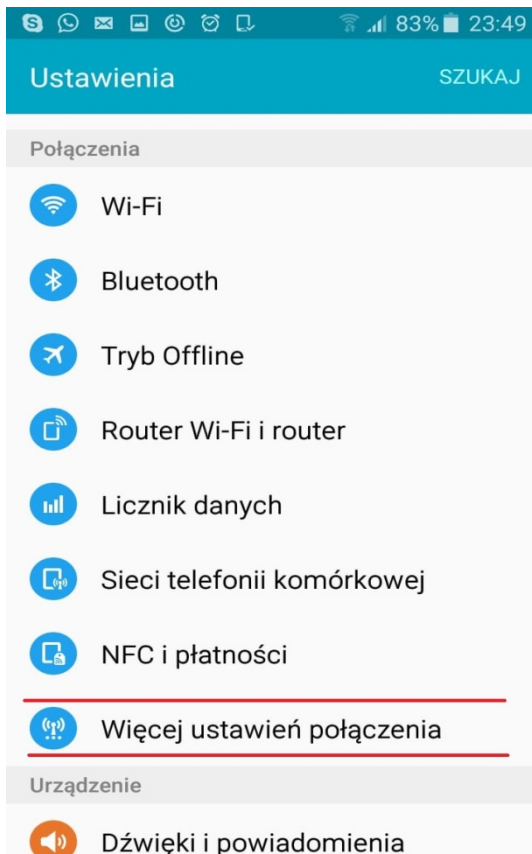 83% 23:49
Ustawienia SZUKAJ
Połączenia
Wi-Fi
Bluetooth
Tryb Offline
Router Wi-Fi i router
Licznik danych
Sieci telefonii komórkowej
NFC i płatności
Więcej ustawień połączenia
Urządzenie
Dźwięki i powiadomienia